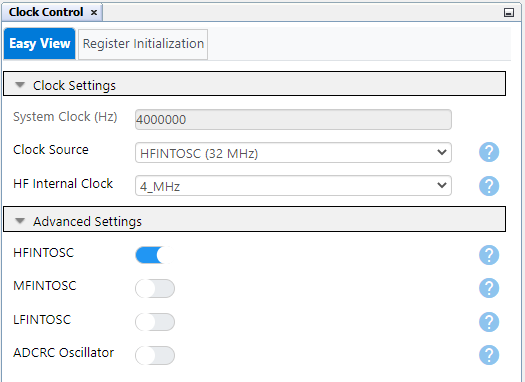 Clock Control ×
Easy View Register Initialization
Clock Settings
System Clock (Hz) 4000000
Clock Source HFINTOSC (32 MHz) ?
HF Internal Clock 4_MHz ?
Advanced Settings
HFINTOSC ?
MFINTOSC ?
LFINTOSC ?
ADCRC Oscillator ?